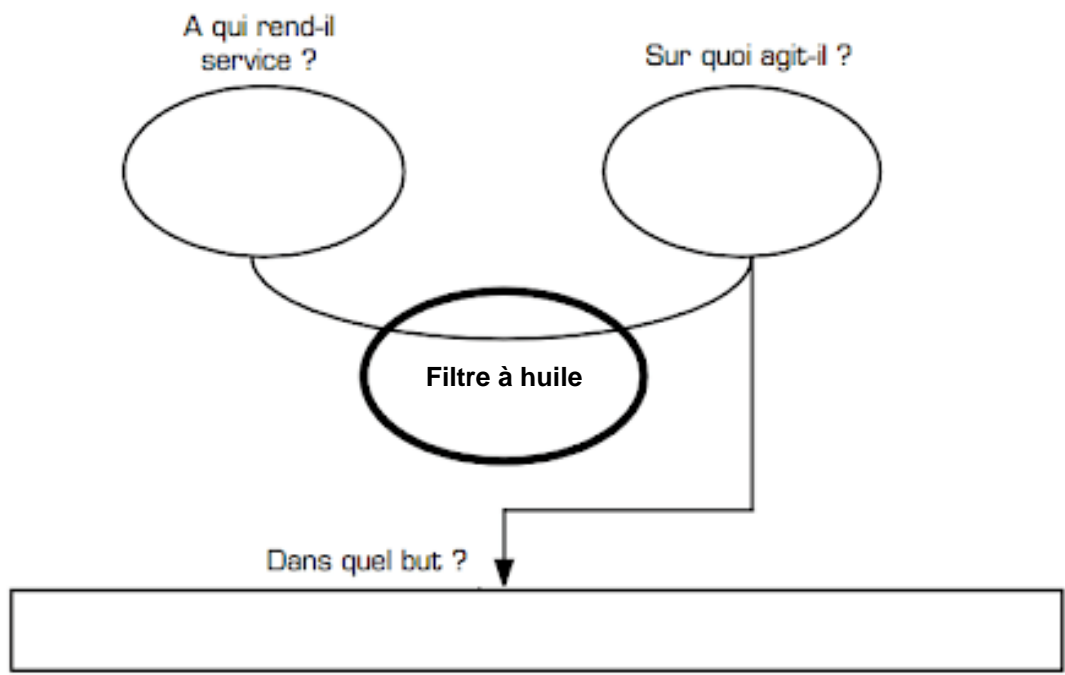 A qui rend-il
service ?
Sur quoi agit-il ?
Filtre à huile
Dans quel but ?